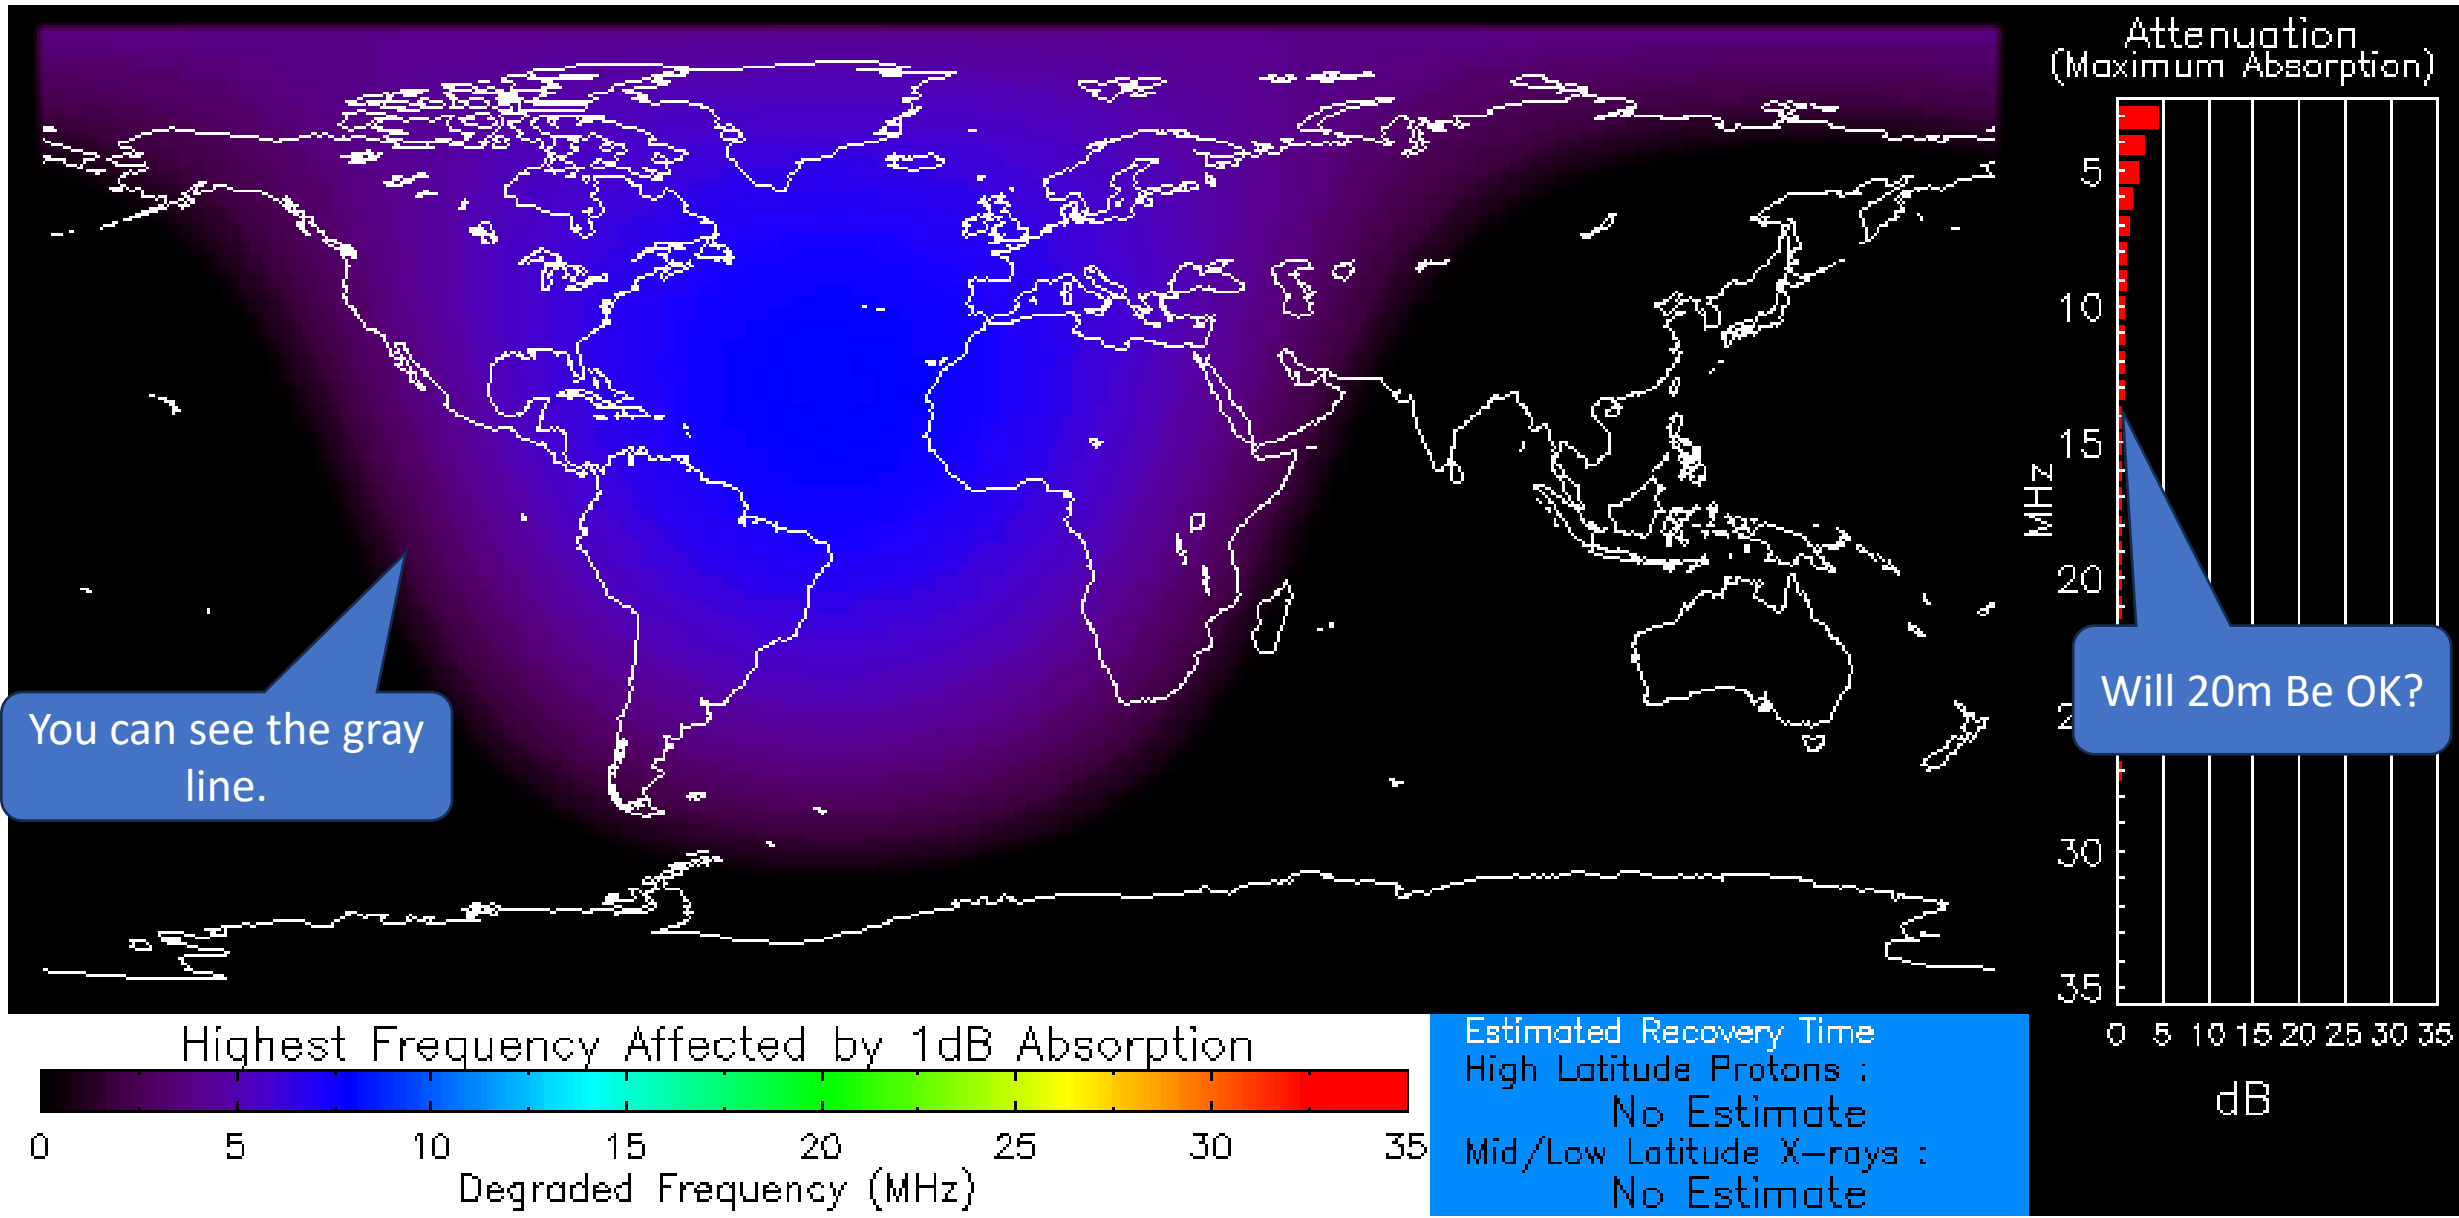 Attenuation
(Maximum Absorption)
5
10
15
MHz
20
You can see the gray
line.
Will 20m Be OK?
2
30
35
0 5 10 15 20 25 30 35
dB
Highest Frequency Affected by 1dB Absorption
0 5 10 15 20 25 30 35
Degraded Frequency (MHz)
Estimated Recovery Time
High Latitude Protons :
No Estimate
Mid/Low Latitude X-rays :
No Estimate